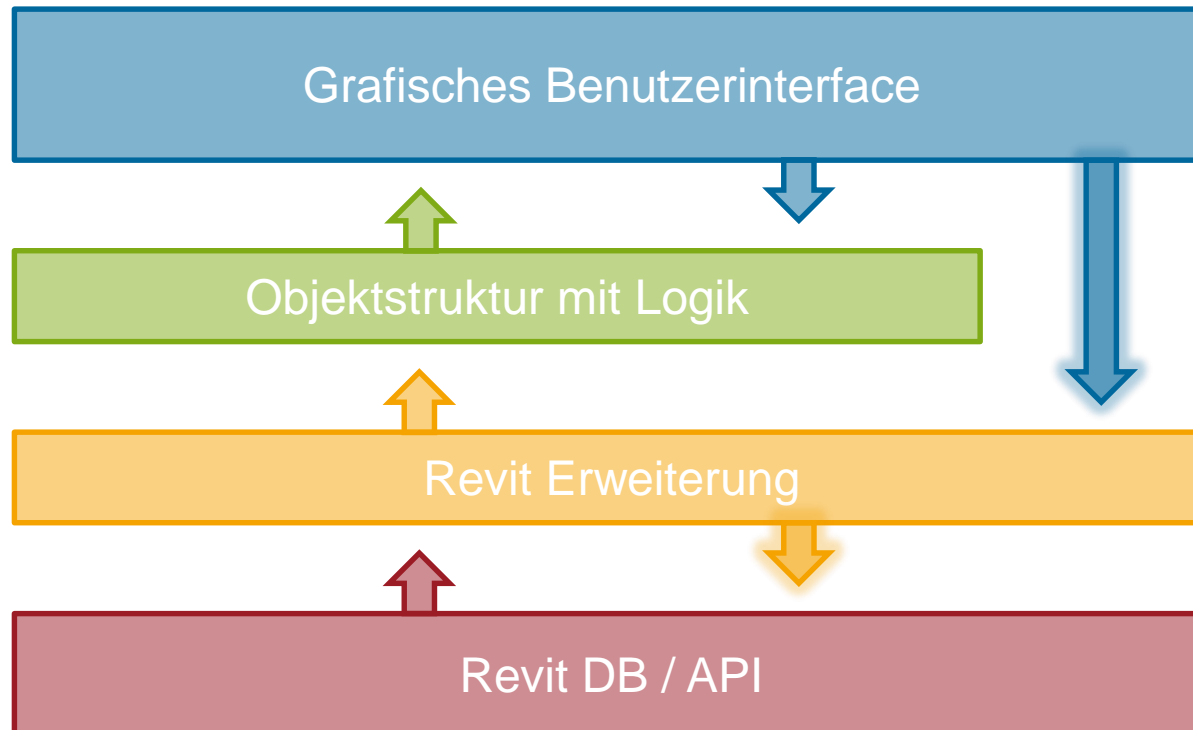 Grafisches Benutzerinterface
Objektstruktur mit Logik
Revit Erweiterung
Revit DB / API